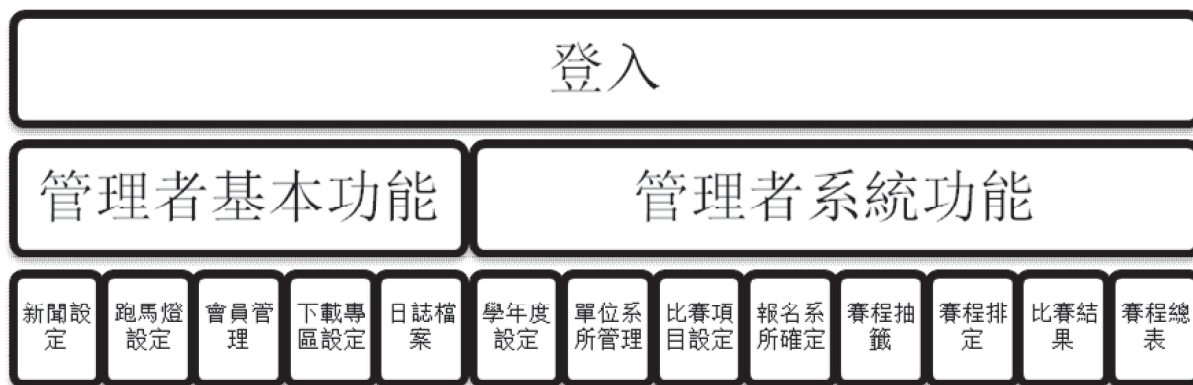 登入
管理者基本功能
管理者系統功能
新聞設
定
跑馬燈
設定
會員管
理
下載專
區設定
日誌檔
案
學年度
設定
單位系
所管理
比賽項
目設定
報名系
所確定
賽程抽
籤
賽程排
定
比賽結
果
賽程總
表